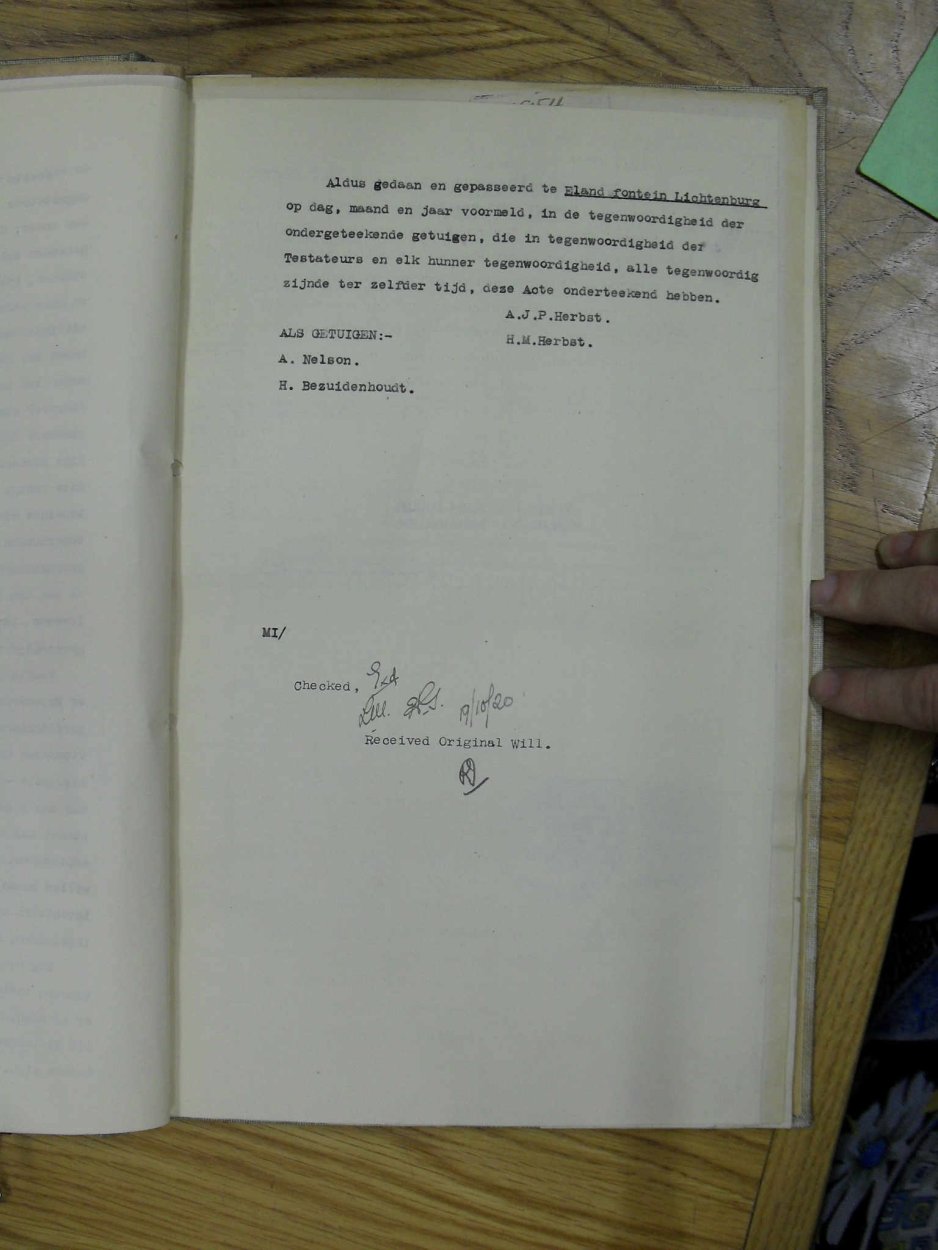 Aldus gedaan en gepasseerd te Eland fontein Lichtenburg
op dag, maand en jaar voormeld, in de tegenwoordigheid der
ondergeteekende getuigen, die in tegenwoordigheid der
Testateurs en elk hunner tegenwoordigheid, alle tegenwoordig
zijnde ter zelfder tijd, deze Acte onderteekend hebben.
A.J.P.Herbst.
ALS GETUIGEN:-
H.M.Herbst.
A. Nelson.
H. Bezuidenhoudt.
MI/
Checked,
19/10/20
Received Original Will.